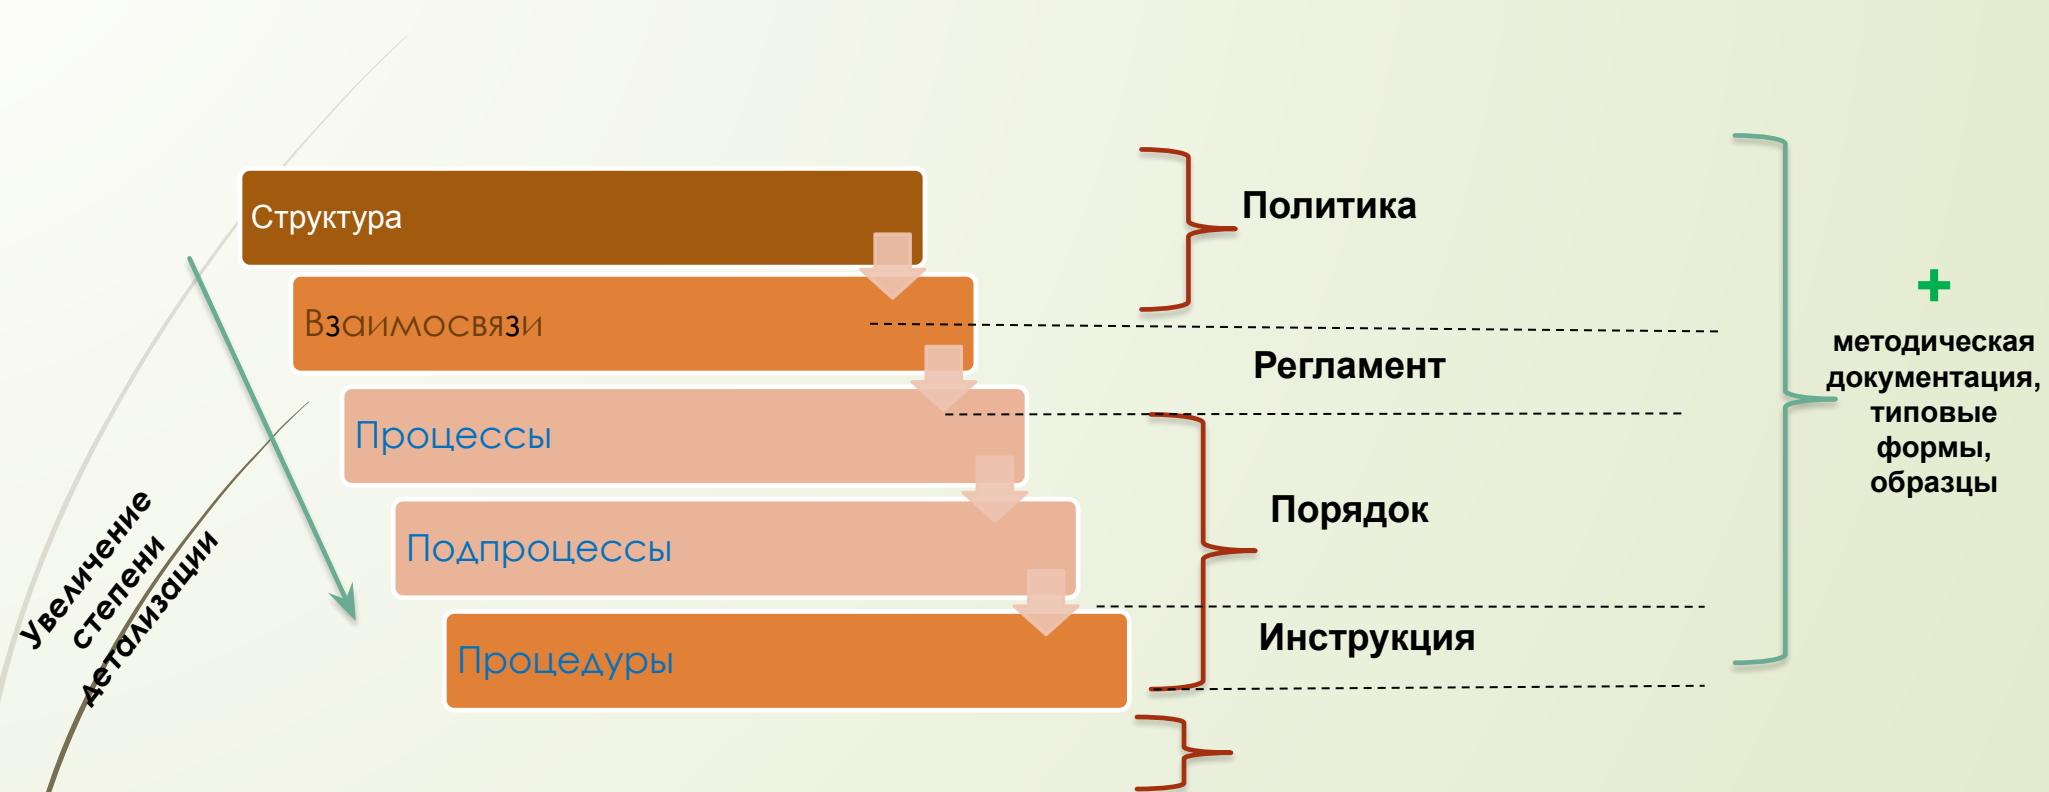 Структура
Взаимосвязи
Процессы
Подпроцессы
Процедуры
Увеличение
степени
детализации
Политика
Регламент
Порядок
Инструкция
+
методическая
документация,
типовые
формы,
образцы